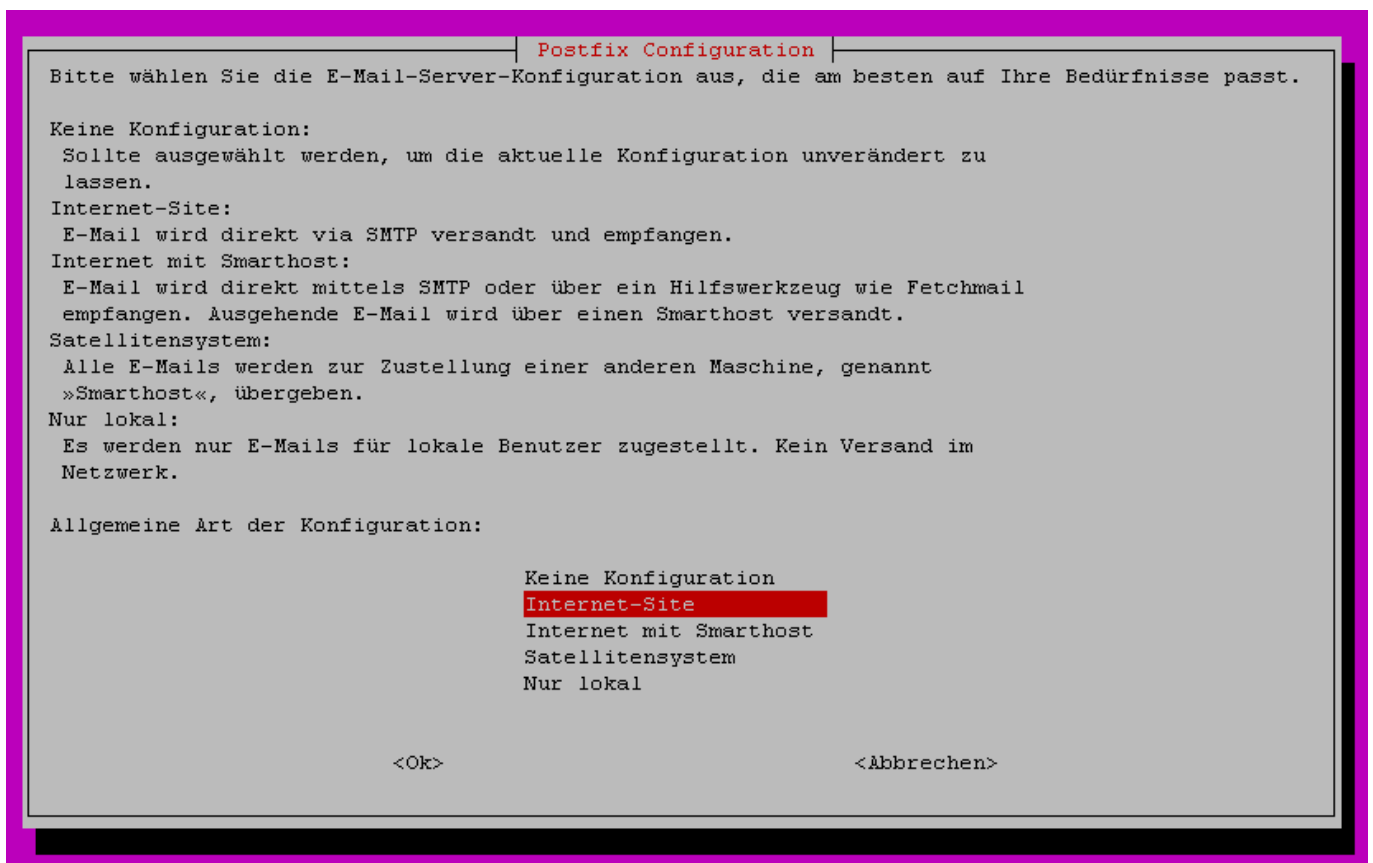 Postfix Configuration
Bitte wählen Sie die E-Mail-Server-Konfiguration aus, die am besten auf Ihre Bedürfnisse passt.
Keine Konfiguration:
Sollte ausgewählt werden, um die aktuelle Konfiguration unverändert zu
lassen.
Internet-Site:
E-Mail wird direkt via SMTP versandt und empfangen.
Internet mit Smarthost:
E-Mail wird direkt mittels SMTP oder über ein Hilfswerkzeug wie Fetchmail
empfangen. Ausgehende E-Mail wird über einen Smarthost versandt.
Satellitensystem:
Alle E-Mails werden zur Zustellung einer anderen Maschine, genannt
»Smarthost«, übergeben.
Nur lokal:
Es werden nur E-Mails für lokale Benutzer zugestellt. Kein Versand im
Netzwerk.
Allgemeine Art der Konfiguration:
Keine Konfiguration
Internet-Site
Internet mit Smarthost
Satellitensystem
Nur lokal
<Ok> <Abbrechen>